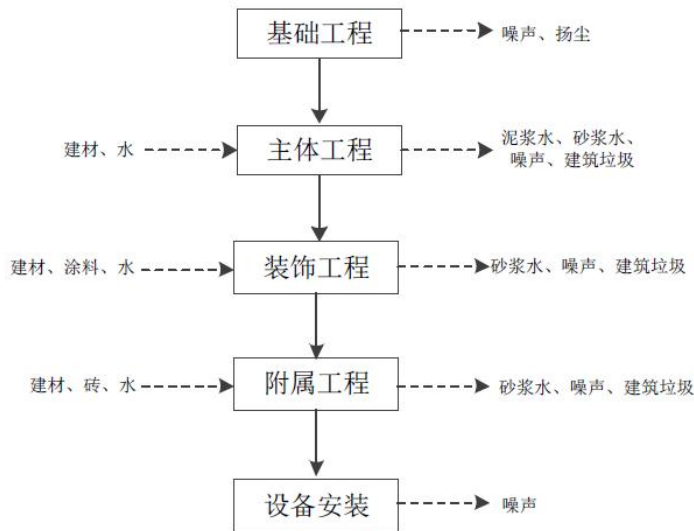 基础工程
噪声、扬尘
建材、水
主体工程
泥浆水、砂浆水、
噪声、建筑垃圾
建材、涂料、水
装饰工程
砂浆水、噪声、建筑垃圾
建材、砖、水
附属工程
砂浆水、噪声、建筑垃圾
设备安装
噪声